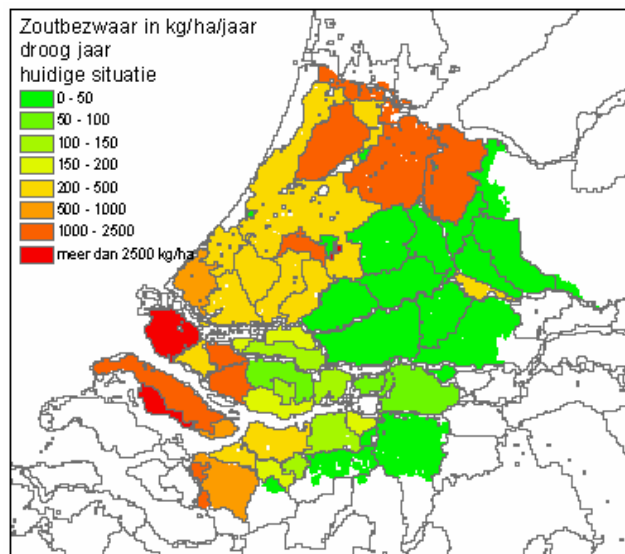 Zoutbezwaar in kg/ha/jaar
droog jaar
huidige situatie
0 - 50
50 - 100
100 - 150
150 - 200
200 - 500
500 - 1000
1000 - 2500
meer dan 2500 kg/ha